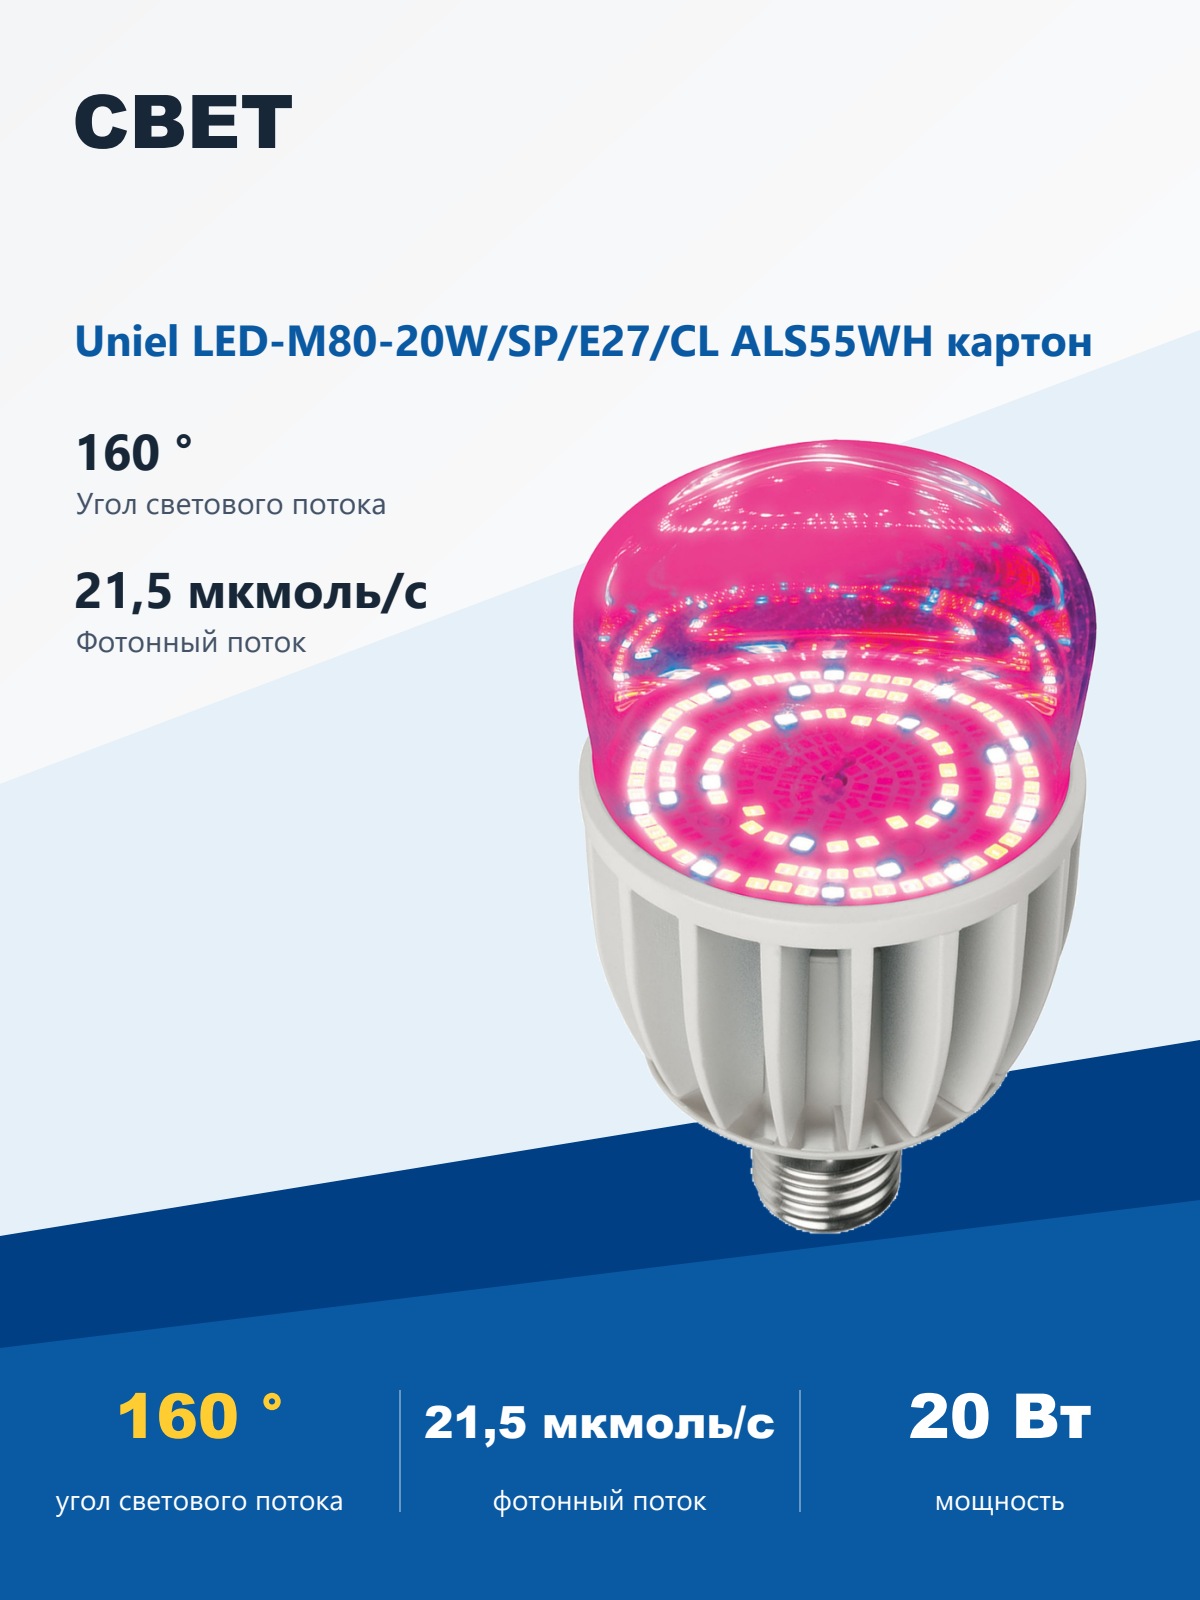 СВЕТ
Uniel LED-M80-20W/SP/E27/CL ALS55WH картон
160 °
Угол светового потока
21,5 мкмоль/с
Фотонный поток
160 °
угол светового потока
21,5 мкмоль/с
фотонный поток
20 Вт
мощность